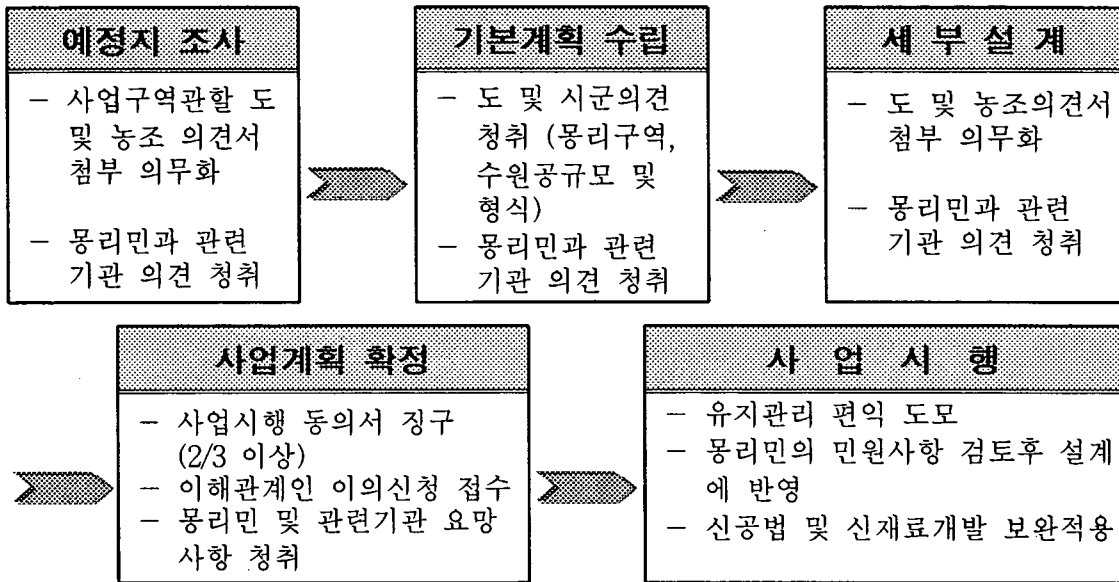 예정지 조사
– 사업구역관할 도
및 농조 의견서
첨부 의무화
– 몽리민과 관련
기관 의견 청취
기본계획 수립
– 도 및 시군의견
청취 (몽리구역,
수원공규모 및
형식)
– 몽리민과 관련
기관 의견 청취
세 부 설 계
– 도 및 농조의견서
첨부 의무화
– 몽리민과 관련
기관 의견 청취
사업계획 확정
– 사업시행 동의서 징구
(2/3 이상)
– 이해관계인 이의신청 접수
– 몽리민 및 관련기관 요망
사항 청취
사 업 시 행
– 유지관리 편익 도모
– 몽리민의 민원사항 검토후 설계
에 반영
– 신공법 및 신재료개발 보완적용